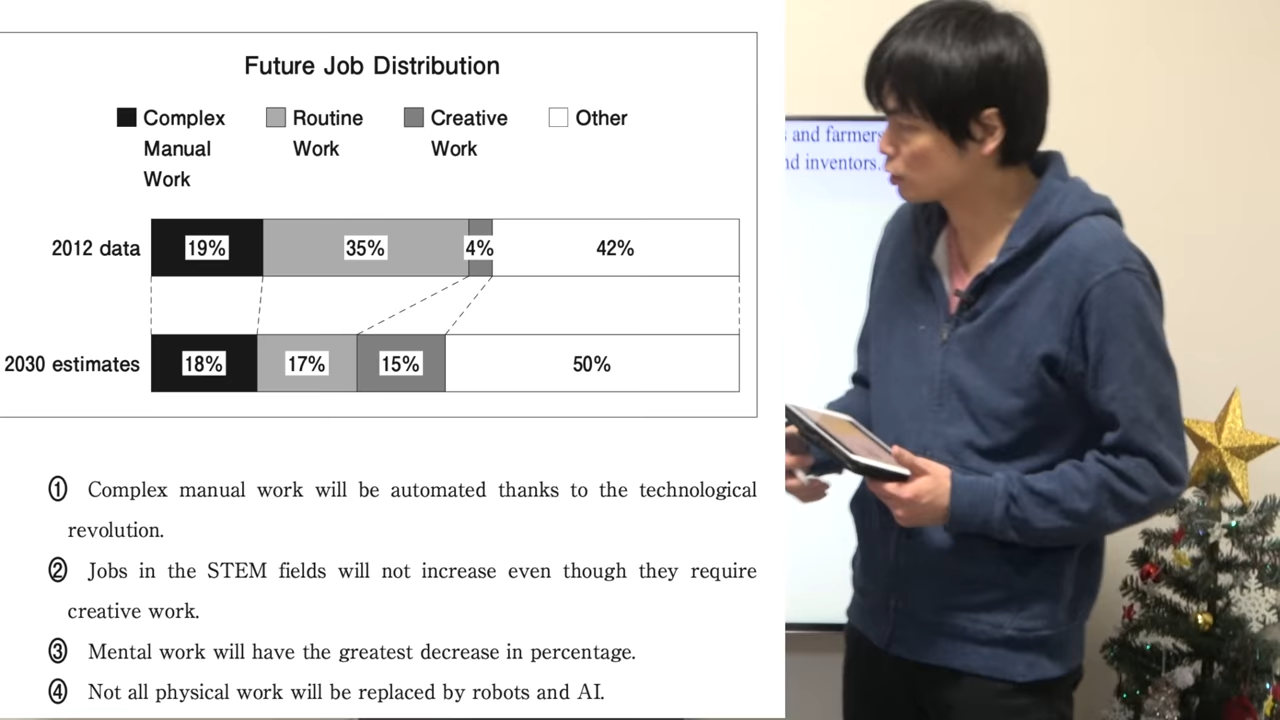 Future Job Distribution
Complex Manual Work
Routine Work
Creative Work
Other
2012 data 19% 35% 4% 42%
2030 estimates 18% 17% 15% 50%
① Complex manual work will be automated thanks to the technological
revolution.
② Jobs in the STEM fields will not increase even though they require
creative work.
③ Mental work will have the greatest decrease in percentage.
④ Not all physical work will be replaced by robots and AI.
and farmers
inventors.